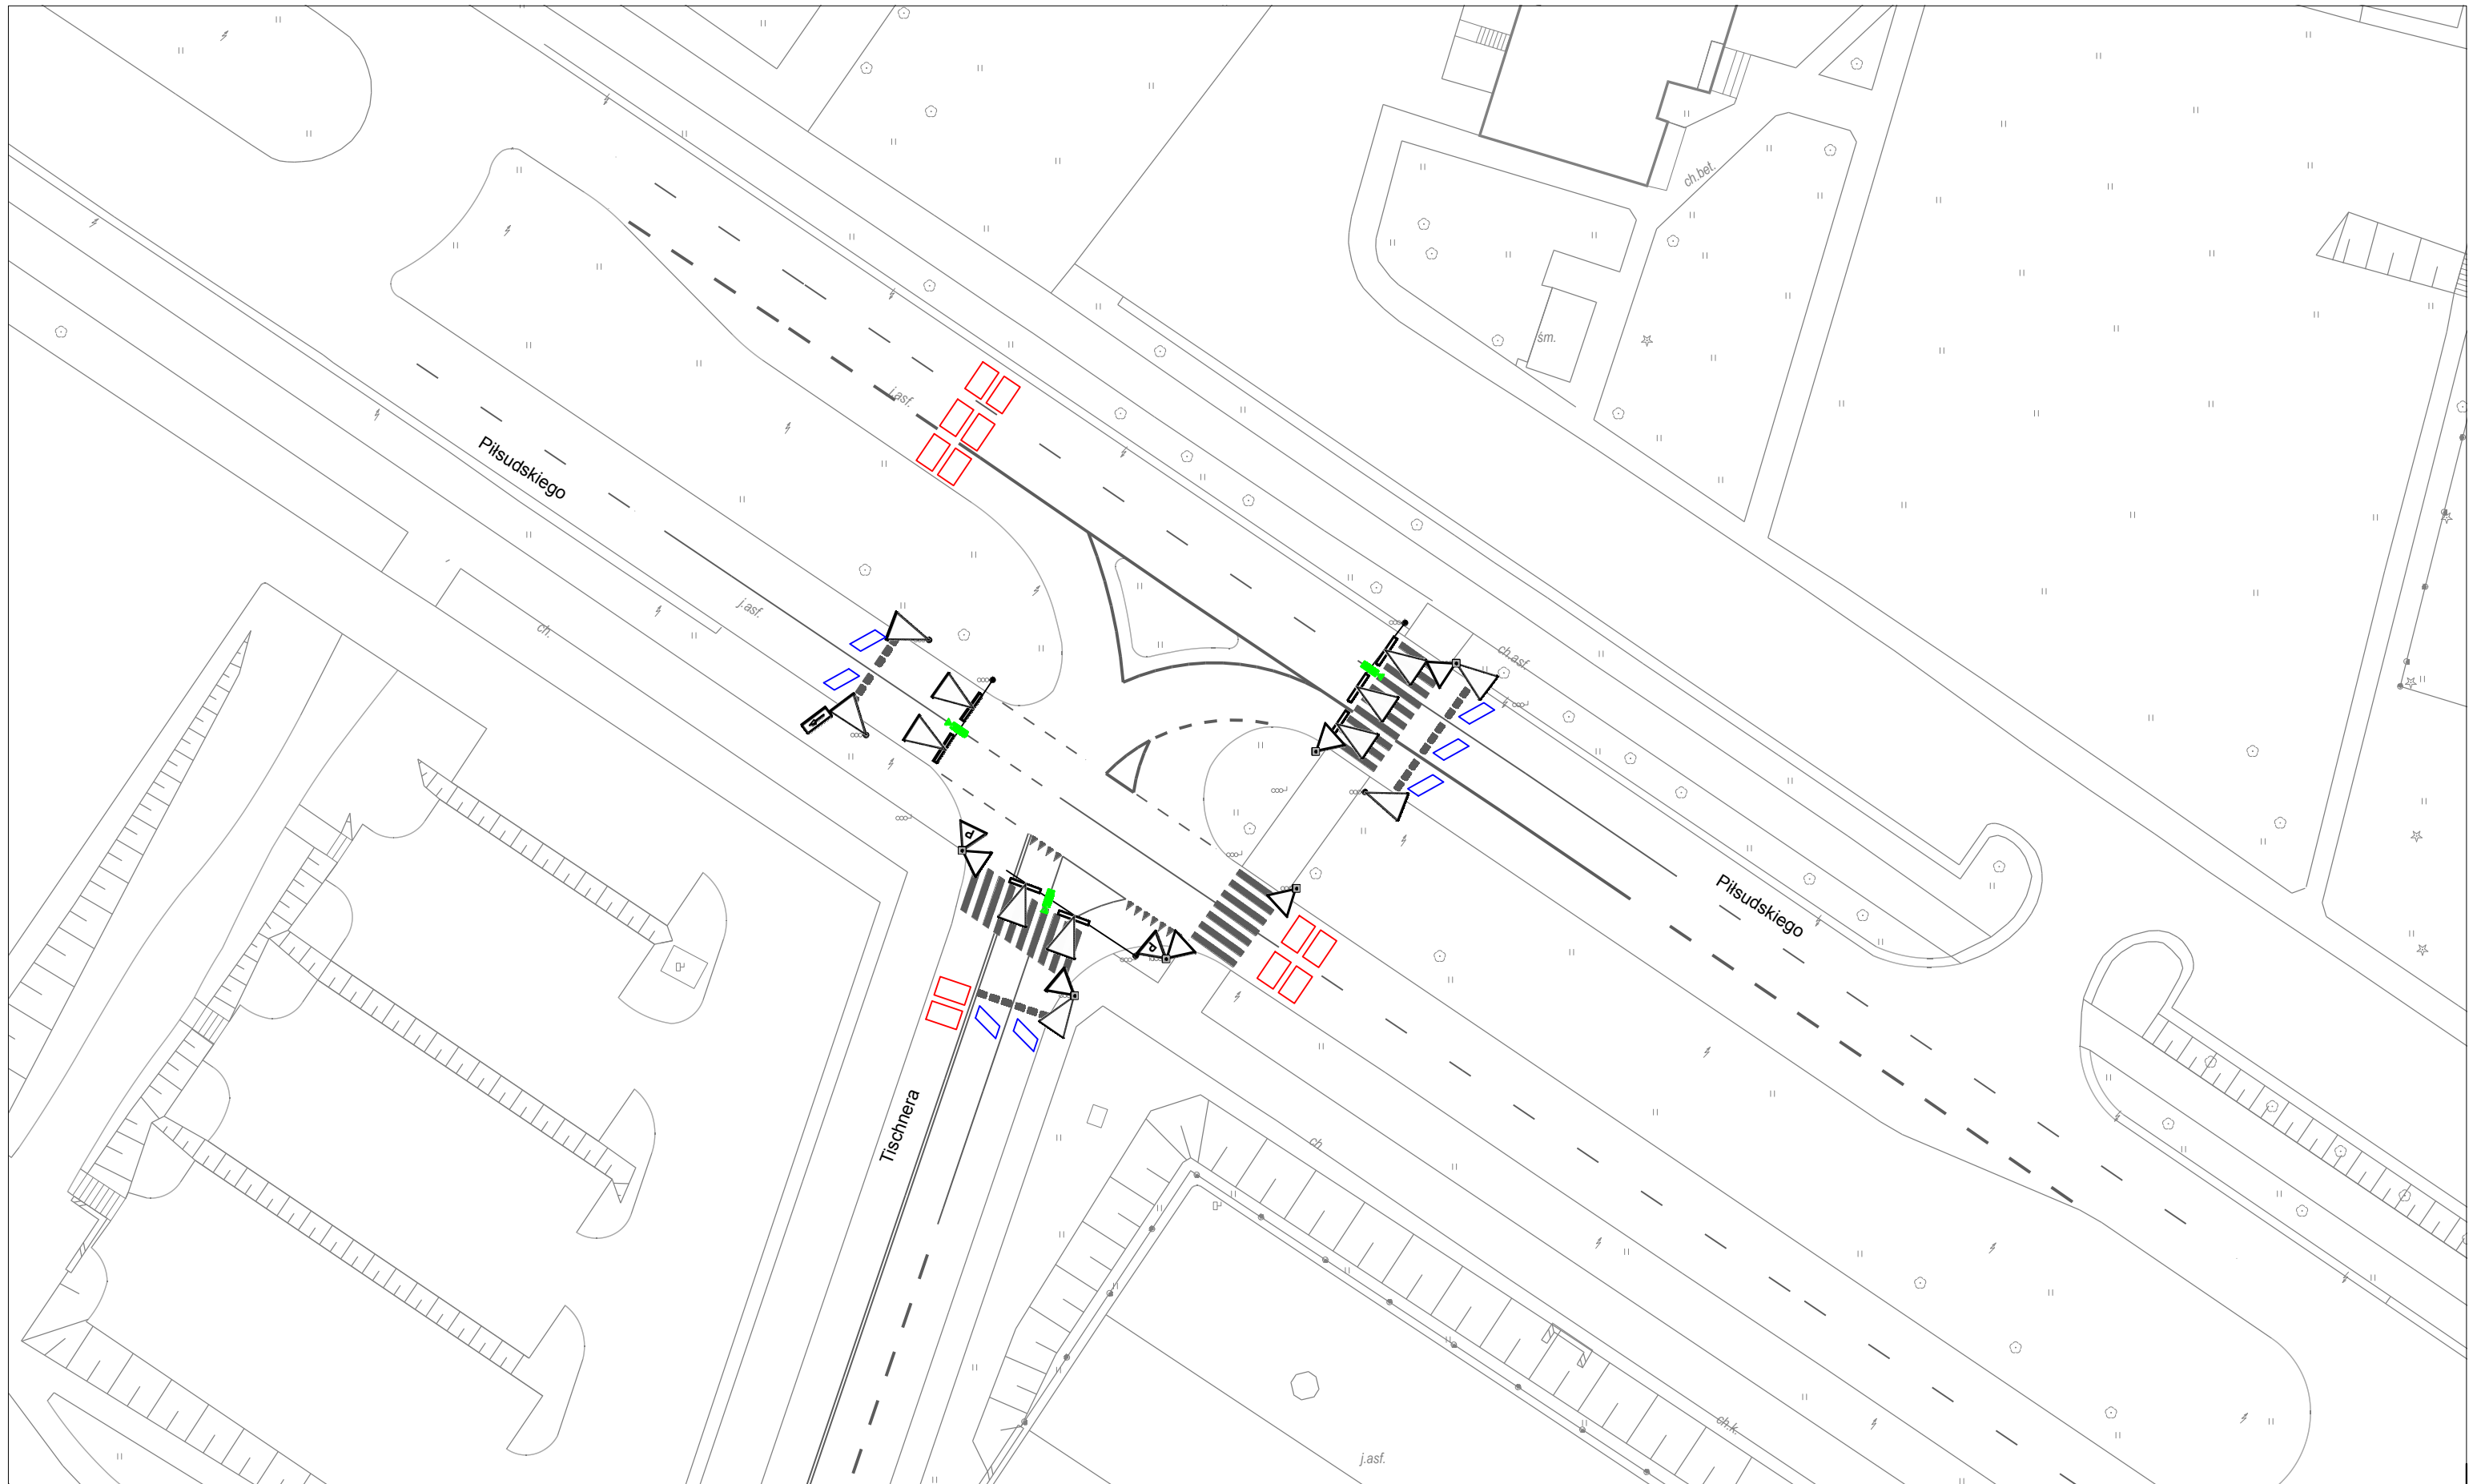 ch.bet.
śm.
j.asf.
Piłsudskiego
j.asf.
ch.
ch.asf.
P
Piłsudskiego
P
Tischnera
ch.
ch.k.
j.asf.